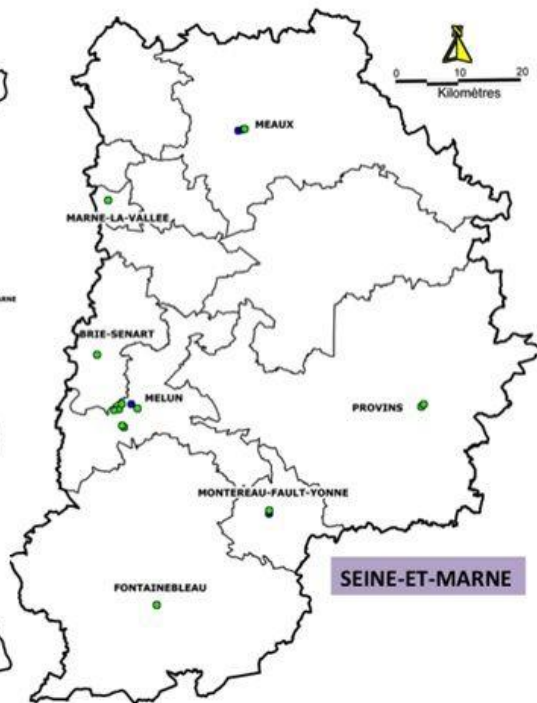 N
0 10 20
Kilomètres
MEAUX
MARNE-LA-VALLEE
ARNE
BRIE-SENART
MELUN
PROVINS
MONTEREAU-FAULT-YONNE
SEINE-ET-MARNE
FONTAINEBLEAU